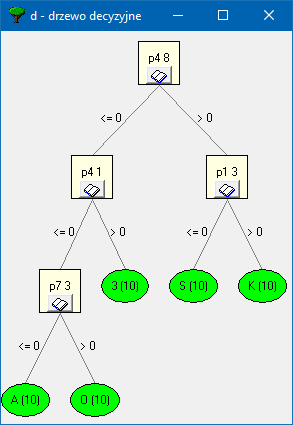 d - drzewo decyzyjne
p4 8
<= 0
> 0
p4 1
p1 3
<= 0
> 0
<= 0
> 0
p7 3
3 (10)
S (10)
K (10)
<= 0
> 0
A (10)
O (10)